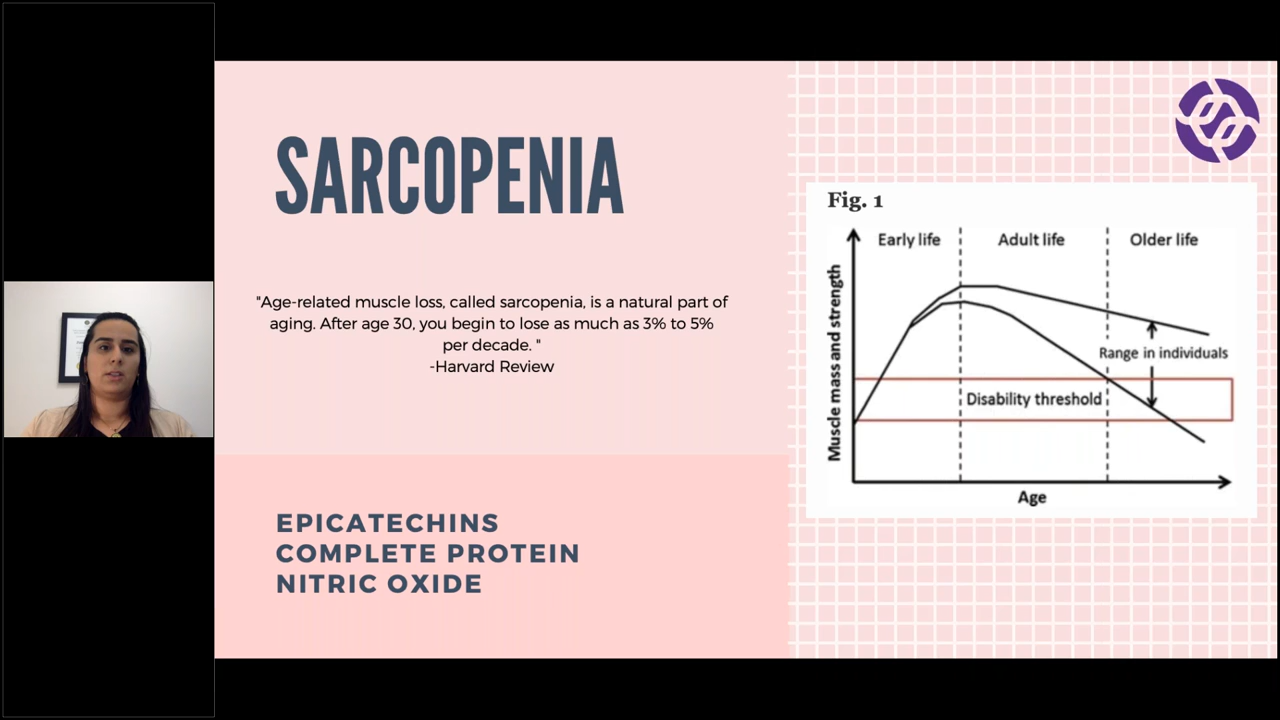 SARCOPENIA
"Age-related muscle loss, called sarcopenia, is a natural part of
aging. After age 30, you begin to lose as much as 3% to 5%
per decade. "
-Harvard Review
EPICATECHINS
COMPLETE PROTEIN
NITRIC OXIDE
Fig. 1
Early life
Adult life
Older life
Muscle mass and strength
Range in individuals
Disability threshold
Age